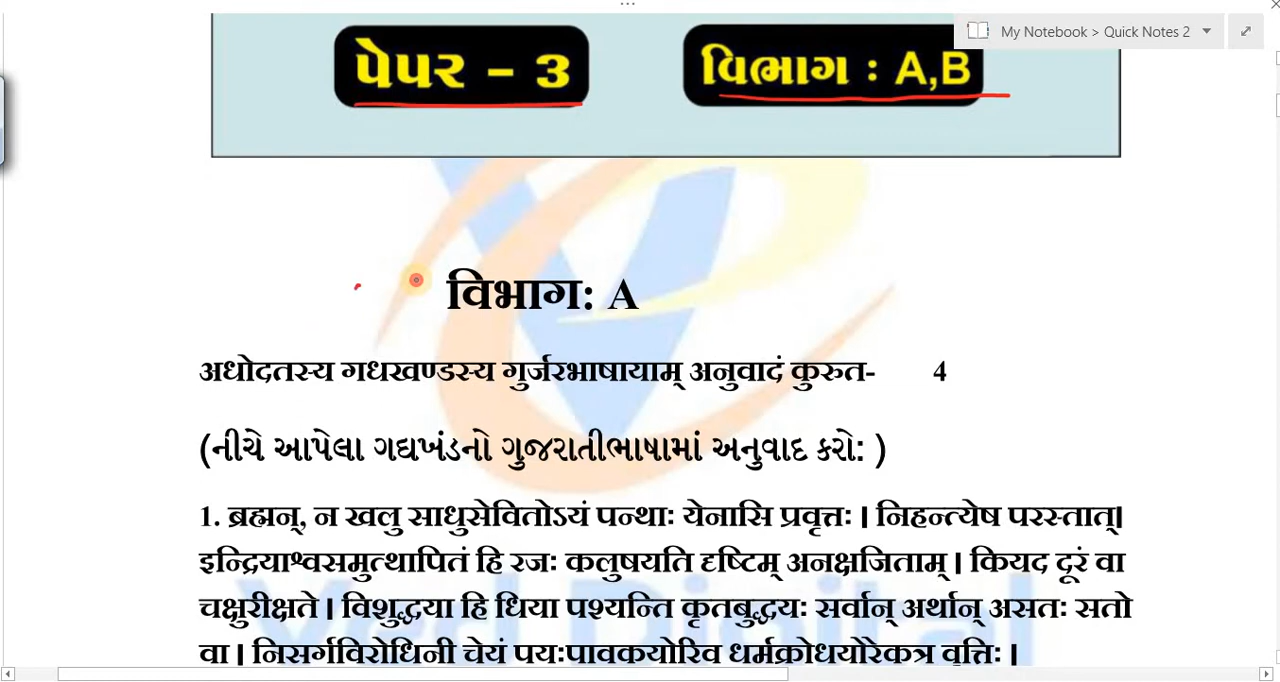 ...
My Notebook > Quick Notes 2
પેપર - 3
વિભાગ : A,B
विभाग: A
अधोदतस्य गधखण्डस्य गुर्जरभाषायाम् अनुवादं कुरुत- 4
(નીચે આપેલા ગદ્યખંડનો ગુજરાતીભાષામાં અનુવાદ કરો: )
1. ब्रह्मन्, न खलु साधुसेवितोऽयं पन्थाः येनासि प्रवृत्तः । निहन्त्येष परस्तात्।
इन्द्रियाश्वसमुत्थापितं हि रजः कलुषयति दृष्टिम् अनक्षजिताम् । कियद दूरं वा
चक्षुरीक्षते । विशुद्धया हि धिया पश्यन्ति कृतबुद्धयः सर्वान् अर्थान् असतः सतो
वा । निसर्गविरोधिनी चेयं पयःपावकयोरिव धर्मक्रोधयोरेकत्र वृत्तिः ।
Ved Digital